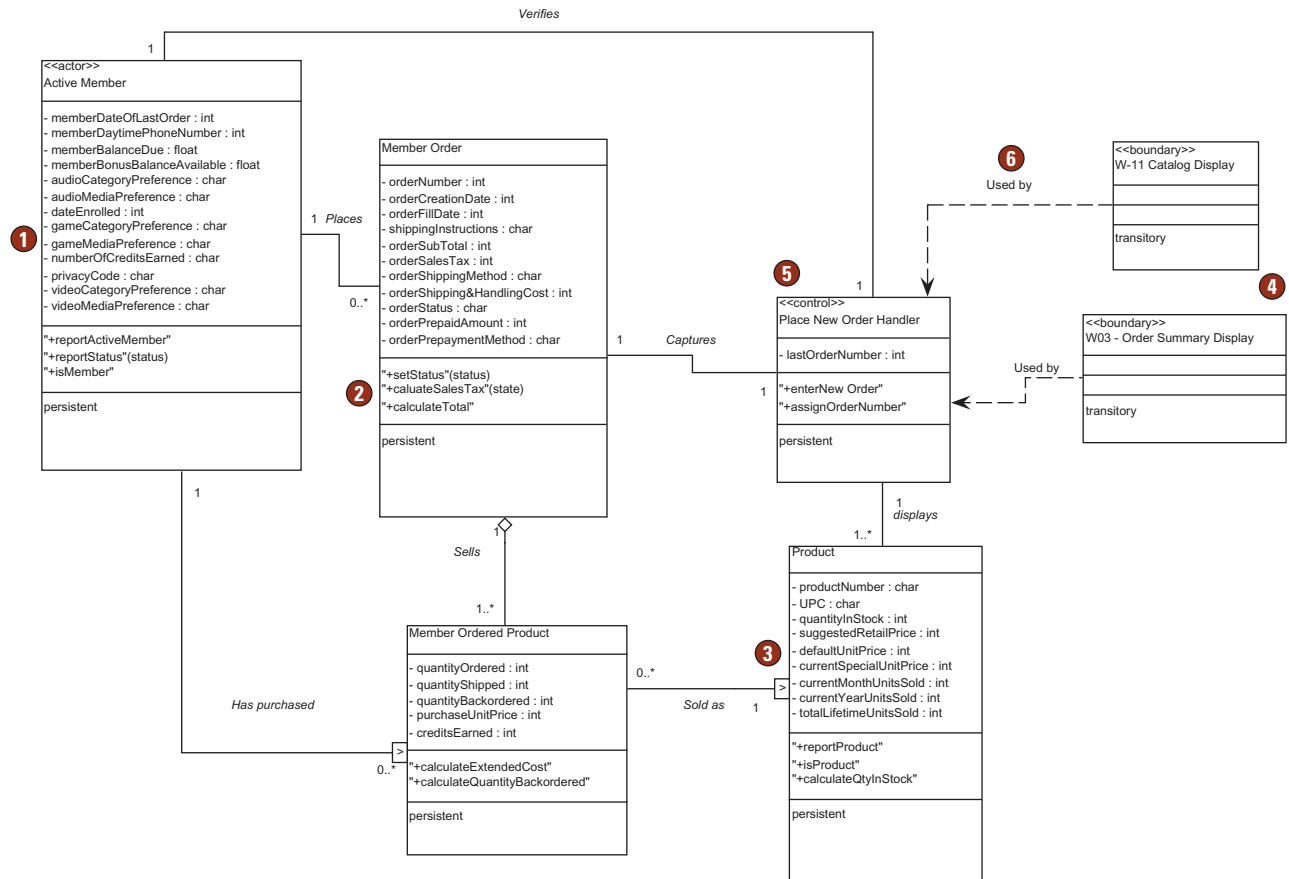 Verifies
1
<<actor>>
Active Member
- memberDateOfLastOrder : int
- memberDaytimePhoneNumber : int
- memberBalanceDue : float
- memberBonusBalanceAvailable : float
- audioCategoryPreference : char
- audioMediaPreference : char
- dateEnrolled : int
- gameCategoryPreference : char
- gameMediaPreference : char
- numberOfCreditsEarned : char
- privacyCode : char
- videoCategoryPreference : char
- videoMediaPreference : char
"+reportActiveMember"
"+reportStatus"(status)
"+isMember"
persistent
1
1 Places
0..*
Member Order
- orderNumber : int
- orderCreationDate : int
- orderFillDate : int
- shippingInstructions : char
- orderSubTotal : int
- orderSalesTax : int
- orderShippingMethod : char
- orderShipping&HandlingCost : int
- orderStatus : char
- orderPrepaidAmount : int
- orderPrepaymentMethod : char
"+setStatus"(status)
"+caluateSalesTax"(state)
"+calculateTotal"
persistent
2
1
Captures
1
6
Used by
<<boundary>>
W-11 Catalog Display
transitory
4
<<boundary>>
W03 - Order Summary Display
transitory
Used by
5
1
<<control>>
Place New Order Handler
- lastOrderNumber : int
"+enterNew Order"
"+assignOrderNumber"
persistent
1
displays
1..*
1
Sells
1..*
1
Has purchased
0..*
>
Member Ordered Product
- quantityOrdered : int
- quantityShipped : int
- quantityBackordered : int
- purchaseUnitPrice : int
- creditsEarned : int
"+calculateExtendedCost"
"+calculateQuantityBackordered"
persistent
0..*
Sold as
1
>
3
Product
- productNumber : char
- UPC : char
- quantityInStock : int
- suggestedRetailPrice : int
- defaultUnitPrice : int
- currentSpecialUnitPrice : int
- currentMonthUnitsSold : int
- currentYearUnitsSold : int
- totalLifetimeUnitsSold : int
"+reportProduct"
"+isProduct"
"+calculateQtyInStock"
persistent